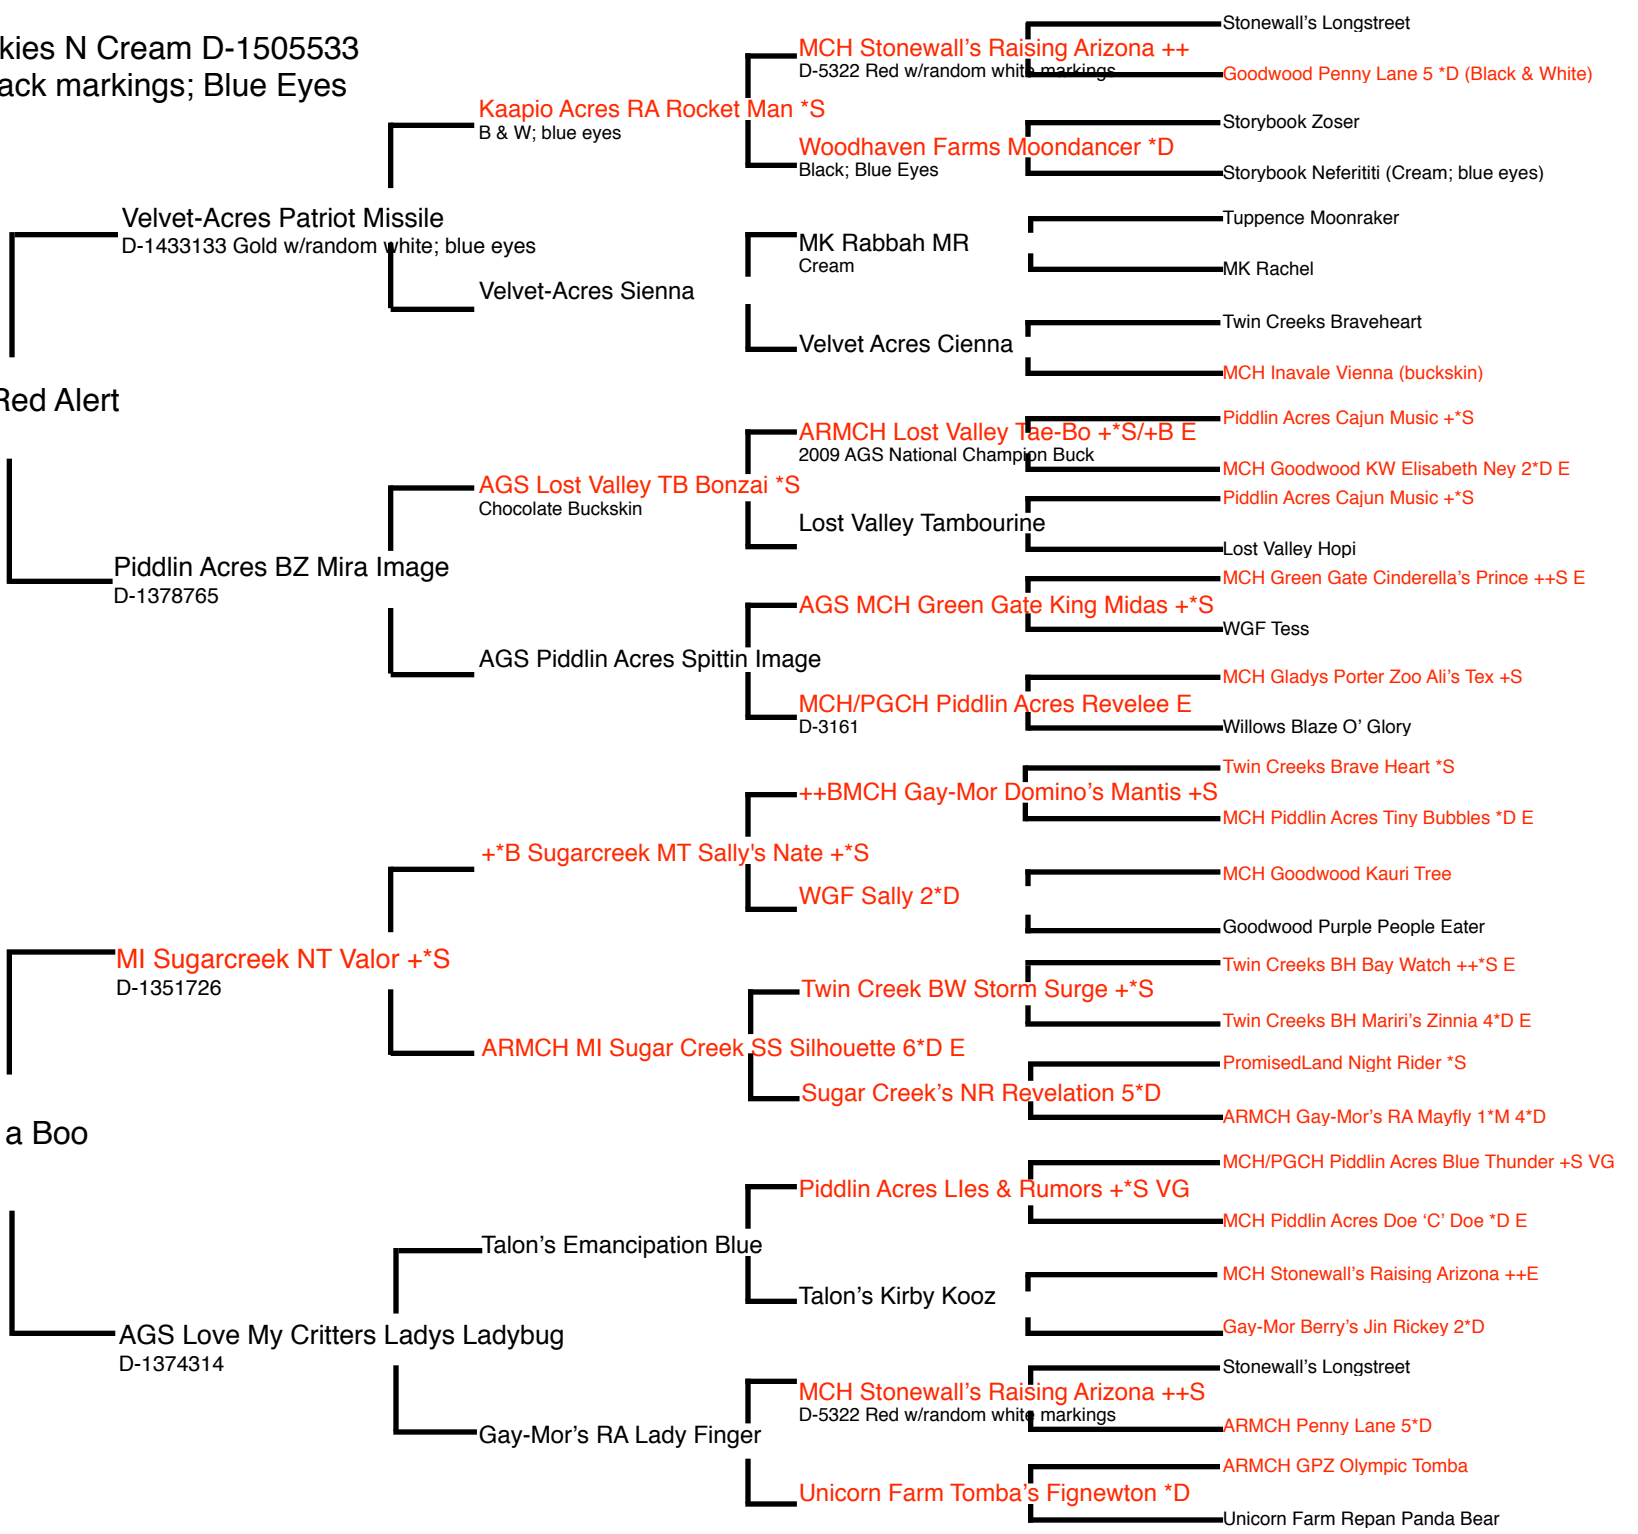 kies N Cream D-1505533
ack markings; Blue Eyes
Stonewall's Longstreet
MCH Stonewall's Raising Arizona ++
D-5322 Red w/random white markings
Goodwood Penny Lane 5 *D (Black & White)
Kaapio Acres RA Rocket Man *S
B & W; blue eyes
Storybook Zoser
Woodhaven Farms Moondancer *D
Black; Blue Eyes
Storybook Neferititi (Cream; blue eyes)
Velvet-Acres Patriot Missile
D-1433133 Gold w/random white; blue eyes
Tuppence Moonraker
MK Rabbah MR
Cream
MK Rachel
Velvet-Acres Sienna
Twin Creeks Braveheart
Velvet Acres Cienna
MCH Inavale Vienna (buckskin)
Red Alert
Piddlin Acres Cajun Music +*S
ARMCH Lost Valley Tae-Bo +*S/+B E
2009 AGS National Champion Buck
MCH Goodwood KW Elisabeth Ney 2*D E
AGS Lost Valley TB Bonzai *S
Chocolate Buckskin
Piddlin Acres Cajun Music +*S
Lost Valley Tambourine
Lost Valley Hopi
Piddlin Acres BZ Mira Image
D-1378765
MCH Green Gate Cinderella's Prince ++S E
AGS MCH Green Gate King Midas +*S
WGF Tess
AGS Piddlin Acres Spittin Image
MCH Gladys Porter Zoo Ali's Tex +S
MCH/PGCH Piddlin Acres Revelee E
D-3161
Willows Blaze O' Glory
Twin Creeks Brave Heart *S
++BMCH Gay-Mor Domino's Mantis +S
MCH Piddlin Acres Tiny Bubbles *D E
+*B Sugarcreek MT Sally's Nate +*S
MCH Goodwood Kauri Tree
WGF Sally 2*D
Goodwood Purple People Eater
MI Sugarcreek NT Valor +*S
D-1351726
Twin Creeks BH Bay Watch ++*S E
Twin Creek BW Storm Surge +*S
Twin Creeks BH Mariri's Zinnia 4*D E
ARMCH MI Sugar Creek SS Silhouette 6*D E
PromisedLand Night Rider *S
Sugar Creek's NR Revelation 5*D
ARMCH Gay-Mor's RA Mayfly 1*M 4*D
a Boo
MCH/PGCH Piddlin Acres Blue Thunder +S VG
Piddlin Acres LIes & Rumors +*S VG
MCH Piddlin Acres Doe 'C' Doe *D E
Talon's Emancipation Blue
MCH Stonewall's Raising Arizona ++E
Talon's Kirby Kooz
Gay-Mor Berry's Jin Rickey 2*D
AGS Love My Critters Ladys Ladybug
D-1374314
Stonewall's Longstreet
MCH Stonewall's Raising Arizona ++S
D-5322 Red w/random white markings
ARMCH Penny Lane 5*D
Gay-Mor's RA Lady Finger
ARMCH GPZ Olympic Tomba
Unicorn Farm Tomba's Fignewton *D
Unicorn Farm Repan Panda Bear